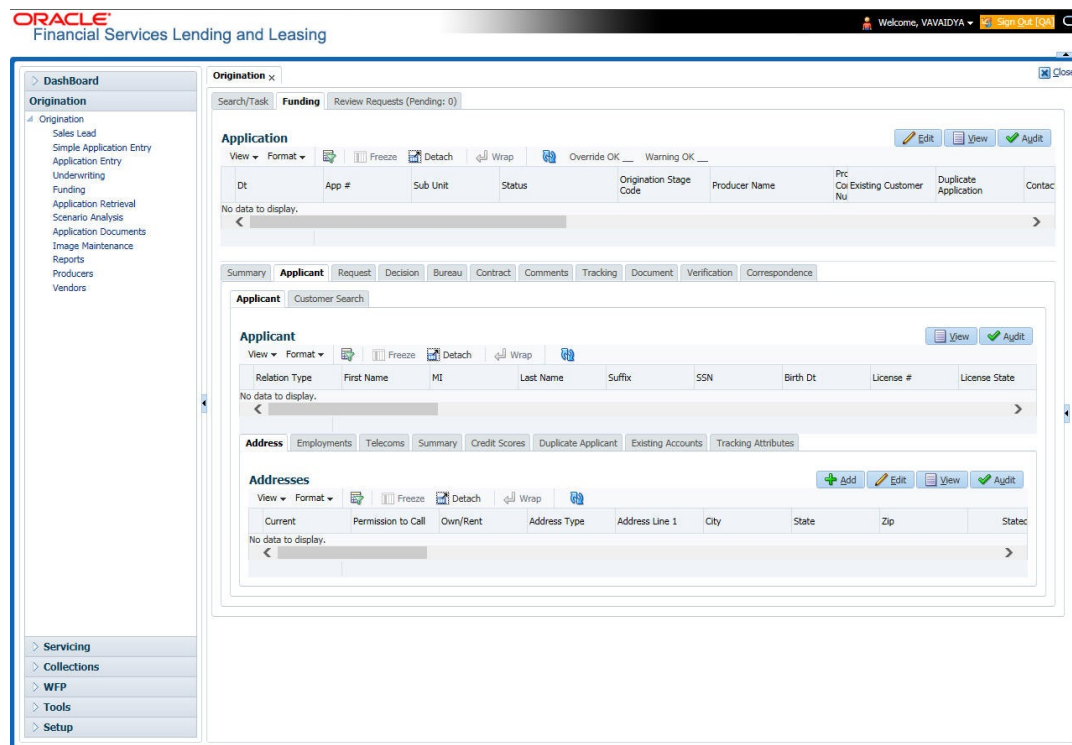 ORACLE®
Financial Services Lending and Leasing
Welcome, VAVAIDYA Sign Out [QA]
Close
DashBoard
Origination
Origination
Sales Lead
Simple Application Entry
Application Entry
Underwriting
Funding
Application Retrieval
Scenario Analysis
Application Documents
Image Maintenance
Reports
Producers
Vendors
Servicing
Collections
WFP
Tools
Setup
Origination x
Search/Task Funding Review Requests (Pending: 0)
Application
Edit View Audit
View Format Freeze Detach Wrap Override OK __ Warning OK __
Dt App # Sub Unit Status Origination Stage Code Producer Name Prc Coi Nu Existing Customer Duplicate Application Contac
No data to display.
Summary Applicant Request Decision Bureau Contract Comments Tracking Document Verification Correspondence
Applicant Customer Search
Applicant
View Audit
View Format Freeze Detach Wrap
Relation Type First Name MI Last Name Suffix SSN Birth Dt License # License State
No data to display.
Address Employments Telecoms Summary Credit Scores Duplicate Applicant Existing Accounts Tracking Attributes
Addresses
Add Edit View Audit
View Format Freeze Detach Wrap
Current Permission to Call Own/Rent Address Type Address Line 1 City State Zip Stated
No data to display.